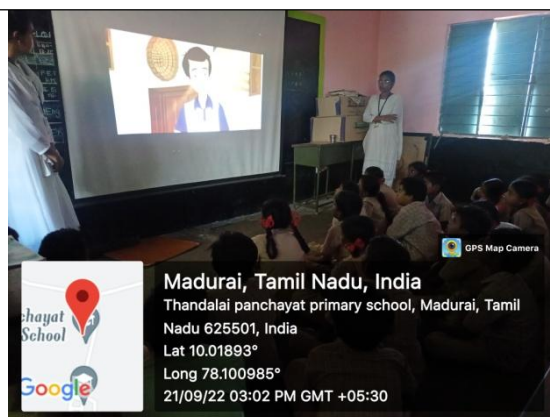 GPS Map Camera
chayat
School
Google
Madurai, Tamil Nadu, India
Thandalai panchayat primary school, Madurai, Tamil
Nadu 625501, India
Lat 10.01893°
Long 78.100985°
21/09/22 03:02 PM GMT +05:30